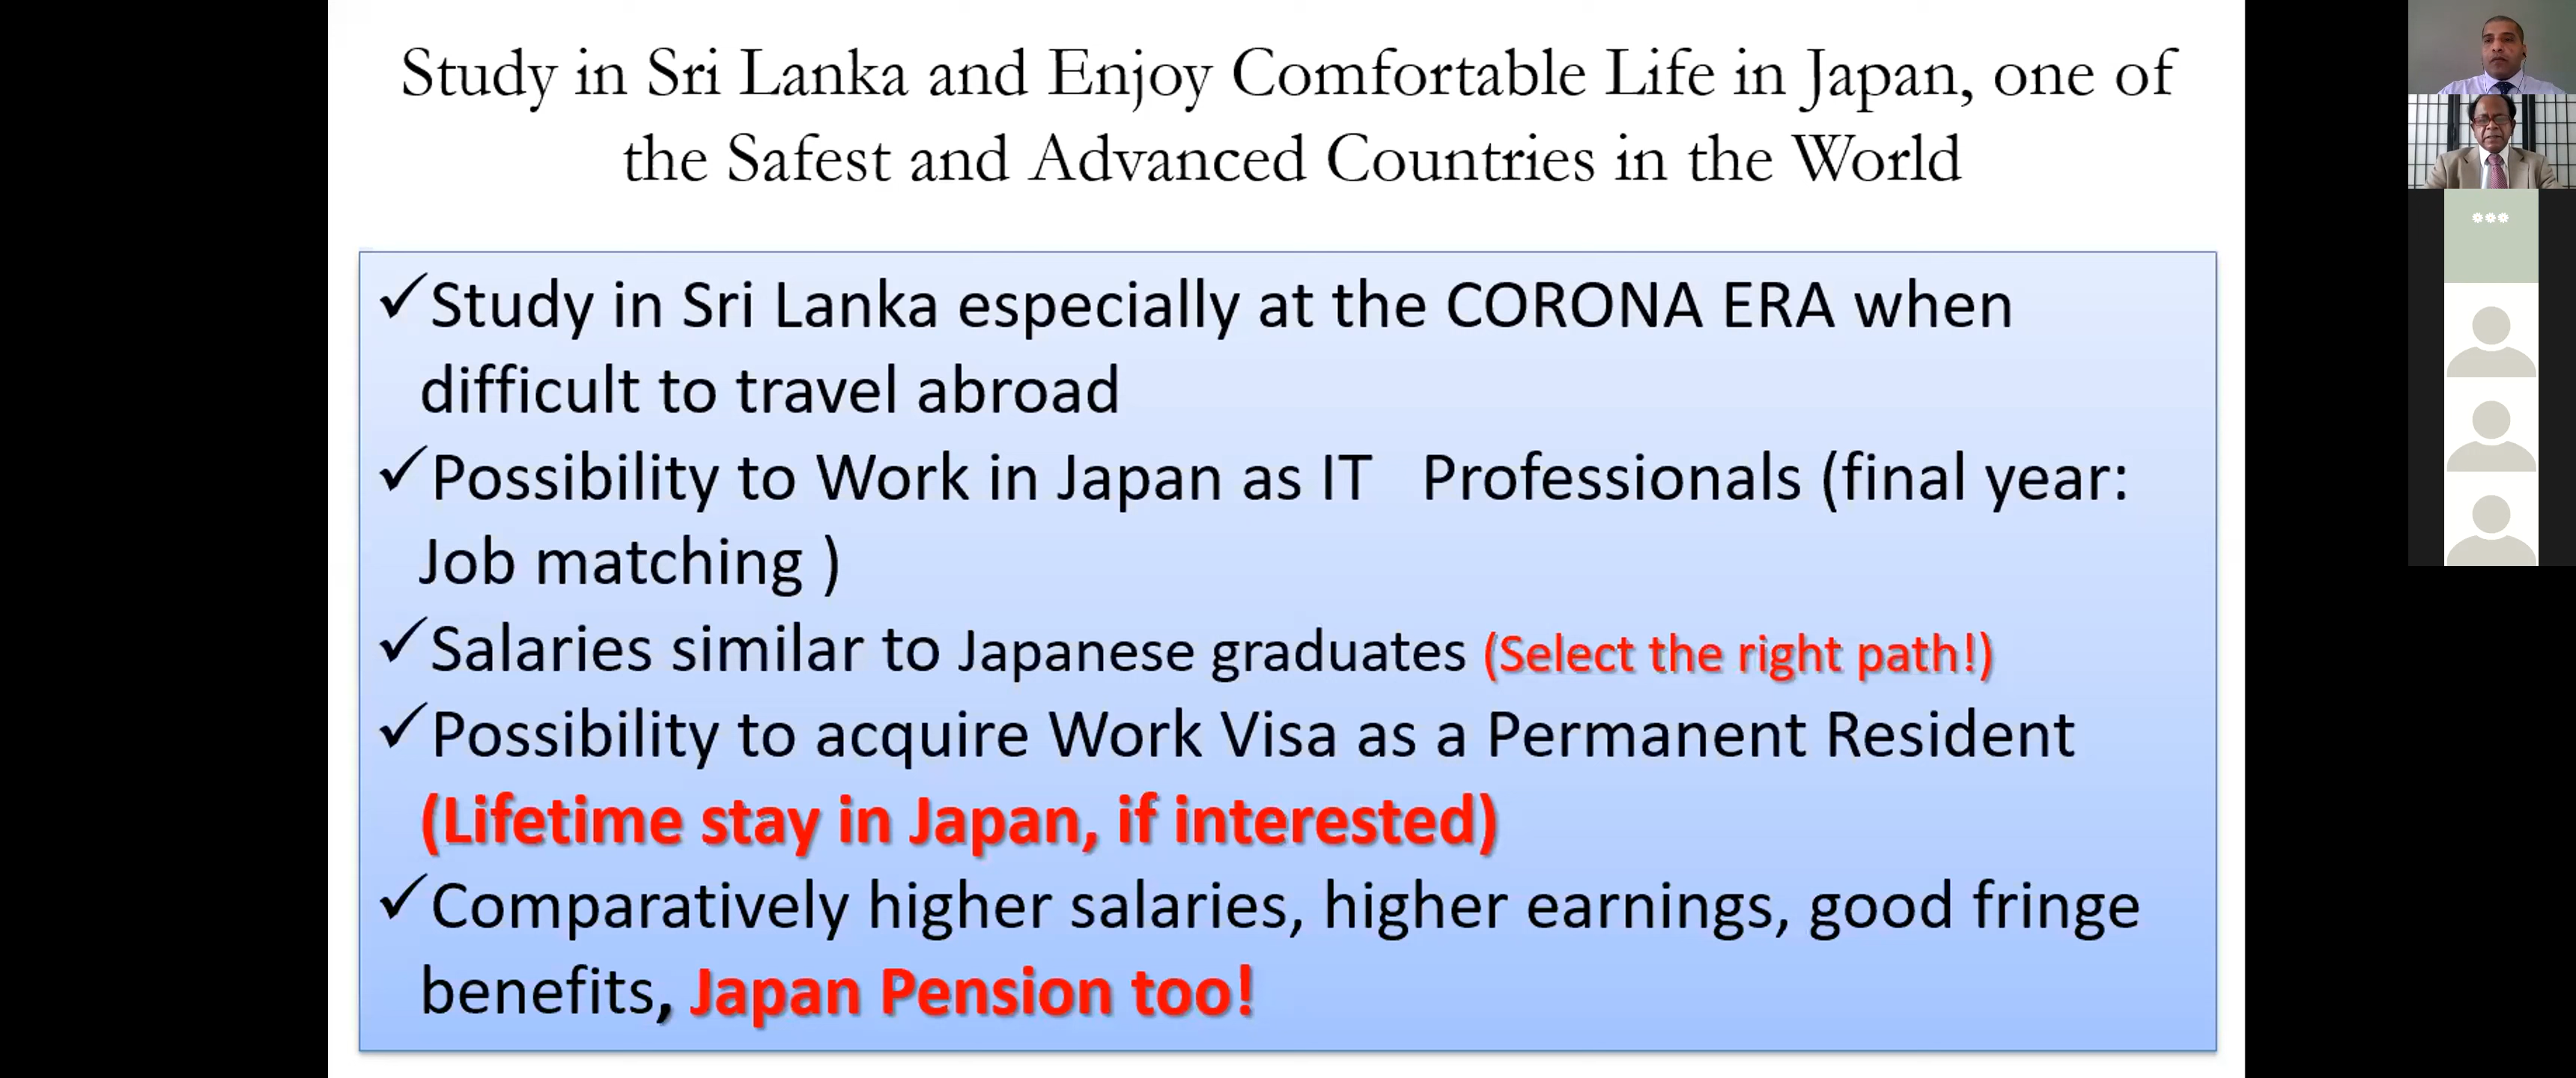 Study in Sri Lanka and Enjoy Comfortable Life in Japan, one of
the Safest and Advanced Countries in the World
✓Study in Sri Lanka especially at the CORONA ERA when
difficult to travel abroad
✓Possibility to Work in Japan as IT Professionals (final year:
Job matching )
✓Salaries similar to Japanese graduates (Select the right path!)
✓Possibility to acquire Work Visa as a Permanent Resident
(Lifetime stay in Japan, if interested)
✓Comparatively higher salaries, higher earnings, good fringe
benefits, Japan Pension too!